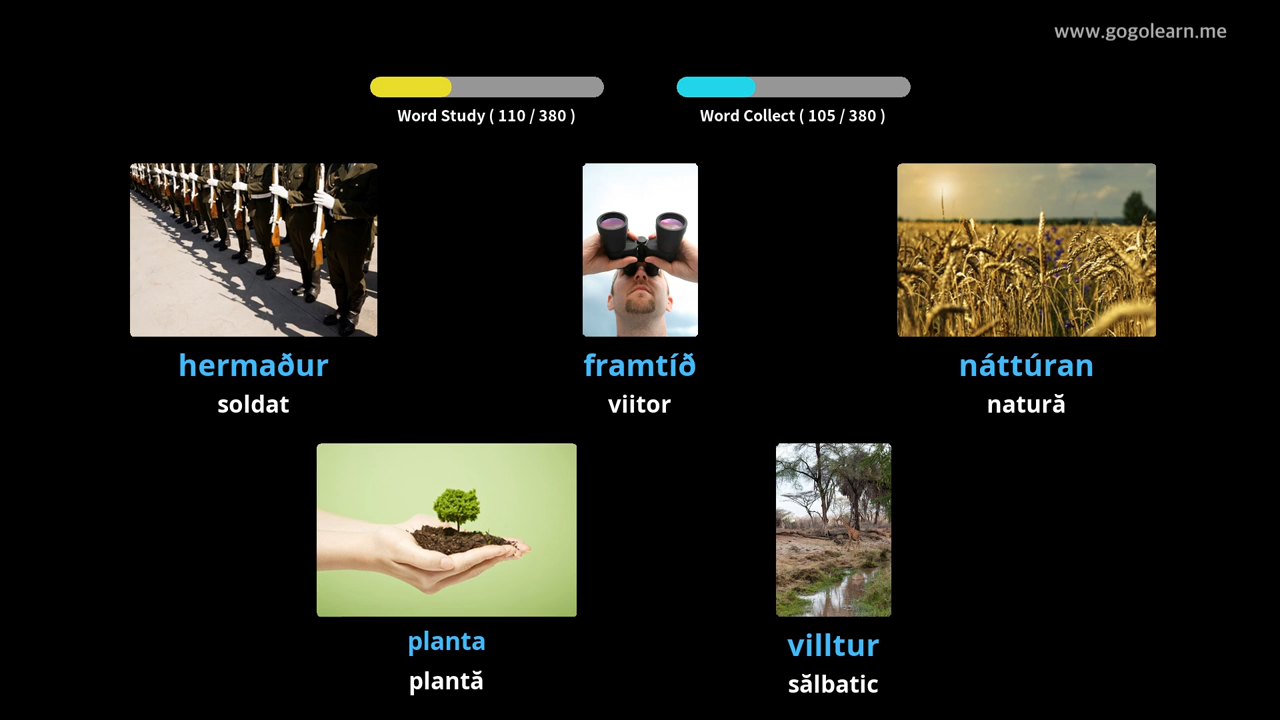 www.gogolearn.me
Word Study ( 110 / 380 )
Word Collect ( 105 / 380 )
hermaður
soldat
framtíð
viitor
náttúran
natură
planta
plantă
villtur
sălbatic